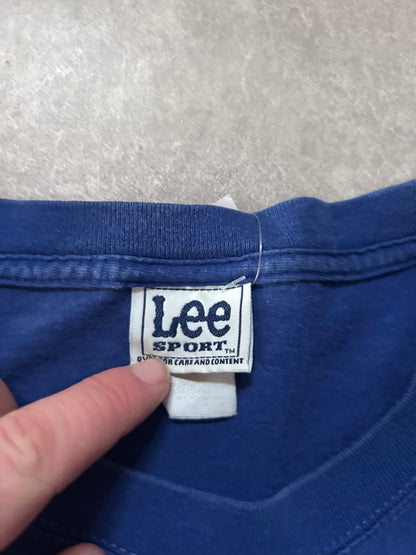 Lee
SPORT
TM
CARE AND CONTENT